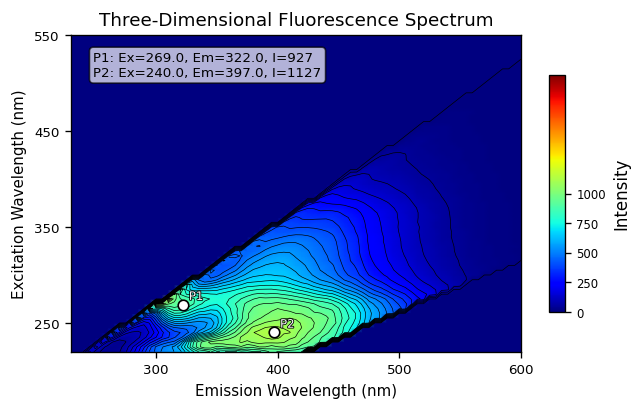 Three-Dimensional Fluorescence Spectrum
P1: Ex=269.0, Em=322.0, I=927
P2: Ex=240.0, Em=397.0, I=1127
Excitation Wavelength (nm)
550
450
350
250
P1
P2
300
400
500
600
Emission Wavelength (nm)
1000
750
500
250
0
Intensity